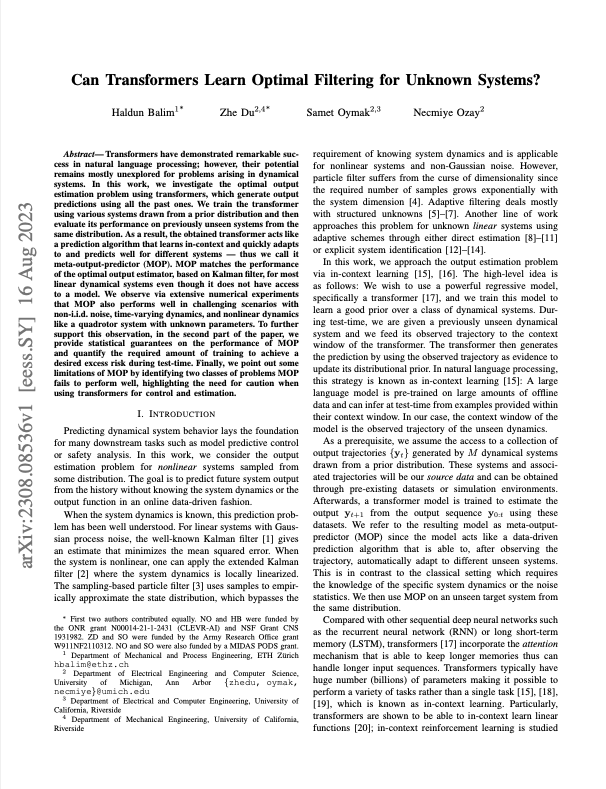 Can Transformers Learn Optimal Filtering for Unknown Systems?
Haldun Balim1* Zhe Du2,4* Samet Oymak2,3 Necmiye Ozay2
arXiv:2308.08536v1 [eess.SY] 16 Aug 2023
Abstract—Transformers have demonstrated remarkable suc-
cess in natural language processing; however, their potential
remains mostly unexplored for problems arising in dynamical
systems. In this work, we investigate the optimal output
estimation problem using transformers, which generate output
predictions using all the past ones. We train the transformer
using various systems drawn from a prior distribution and then
evaluate its performance on previously unseen systems from the
same distribution. As a result, the obtained transformer acts like
a prediction algorithm that learns in-context and quickly adapts
to and predicts well for different systems – thus we call it
meta-output-predictor (MOP). MOP matches the performance
of the optimal output estimator, based on Kalman filter, for most
linear dynamical systems even though it does not have access
to a model. We observe via extensive numerical experiments
that MOP also performs well in challenging scenarios with
non-i.i.d. noise, time-varying dynamics, and nonlinear dynamics
like a quadrotor system with unknown parameters. To further
support this observation, in the second part of the paper, we
provide statistical guarantees on the performance of MOP
and quantify the required amount of training to achieve a
desired excess risk during test-time. Finally, we point out some
limitations of MOP by identifying two classes of problems MOP
fails to perform well, highlighting the need for caution when
using transformers for control and estimation.
I. INTRODUCTION
Predicting dynamical system behavior lays the foundation
for many downstream tasks such as model predictive control
or safety analysis. In this work, we consider the output
estimation problem for nonlinear systems sampled from
some distribution. The goal is to predict future system output
from the history without knowing the system dynamics or the
output function in an online data-driven fashion.
When the system dynamics is known, this prediction prob-
lem has been well understood. For linear systems with Gaus-
sian process noise, the well-known Kalman filter [1] gives
an estimate that minimizes the mean squared error. When
the system is nonlinear, one can apply the extended Kalman
filter [2] where the system dynamics is locally linearized.
The sampling-based particle filter [3] uses samples to empir-
ically approximate the state distribution, which bypasses the
* First two authors contributed equally. NO and HB were funded by
the ONR grant N00014-21-1-2431 (CLEVR-AI) and NSF Grant CNS
1931982. ZD and SO were funded by the Army Research Office grant
W911NF2110312. NO and SO were also funded by a MIDAS PODS grant.
1 Department of Mechanical and Process Engineering, ETH Zürich
hbalim@ethz.ch
2 Department of Electrical Engineering and Computer Science,
University of Michigan, Ann Arbor {zhedu, oymak,
necmiye}@umich.edu
3 Department of Electrical and Computer Engineering, University of
California, Riverside
4 Department of Mechanical Engineering, University of California,
Riverside
requirement of knowing system dynamics and is applicable
for nonlinear systems and non-Gaussian noise. However,
particle filter suffers from the curse of dimensionality since
the required number of samples grows exponentially with
the system dimension [4]. Adaptive filtering deals mostly
with structured unknowns [5]–[7]. Another line of work
approaches this problem for unknown linear systems using
adaptive schemes through either direct estimation [8]–[11]
or explicit system identification [12]–[14].
In this work, we approach the output estimation problem
via in-context learning [15], [16]. The high-level idea is
as follows: We wish to use a powerful regressive model,
specifically a transformer [17], and we train this model to
learn a good prior over a class of dynamical systems. Du-
ring test-time, we are given a previously unseen dynamical
system and we feed its observed trajectory to the context
window of the transformer. The transformer then generates
the prediction by using the observed trajectory as evidence to
update its distributional prior. In natural language processing,
this strategy is known as in-context learning [15]: A large
language model is pre-trained on large amounts of offline
data and can infer at test-time from examples provided within
their context window. In our case, the context window of the
model is the observed trajectory of the unseen dynamics.
As a prerequisite, we assume the access to a collection of
output trajectories {yt} generated by M dynamical systems
drawn from a prior distribution. These systems and associ-
ated trajectories will be our source data and can be obtained
through pre-existing datasets or simulation environments.
Afterwards, a transformer model is trained to estimate the
output yt+1 from the output sequence y0:t using these
datasets. We refer to the resulting model as meta-output-
predictor (MOP) since the model acts like a data-driven
prediction algorithm that is able to, after observing the
trajectory, automatically adapt to different unseen systems.
This is in contrast to the classical setting which requires
the knowledge of the specific system dynamics or the noise
statistics. We then use MOP on an unseen target system from
the same distribution.
Compared with other sequential deep neural networks such
as the recurrent neural network (RNN) or long short-term
memory (LSTM), transformers [17] incorporate the attention
mechanism that is able to keep longer memories thus can
handle longer input sequences. Transformers typically have
huge number (billions) of parameters making it possible to
perform a variety of tasks rather than a single task [15], [18],
[19], which is known as in-context learning. Particularly,
transformers are shown to be able to in-context learn linear
functions [20]; in-context reinforcement learning is studied